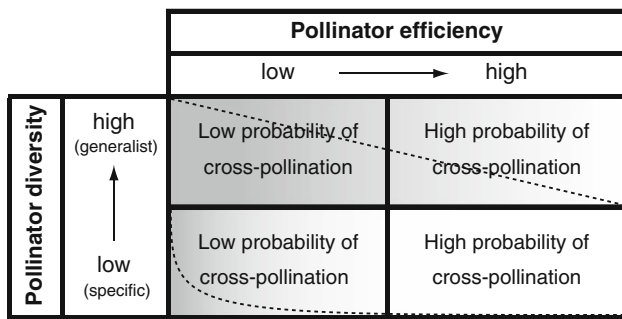 Pollinator efficiency
low high
Pollinator diversity
high
(generalist)
low
(specific)
Low probability of
cross-pollination
High probability of
cross-pollination
Low probability of
cross-pollination
High probability of
cross-pollination